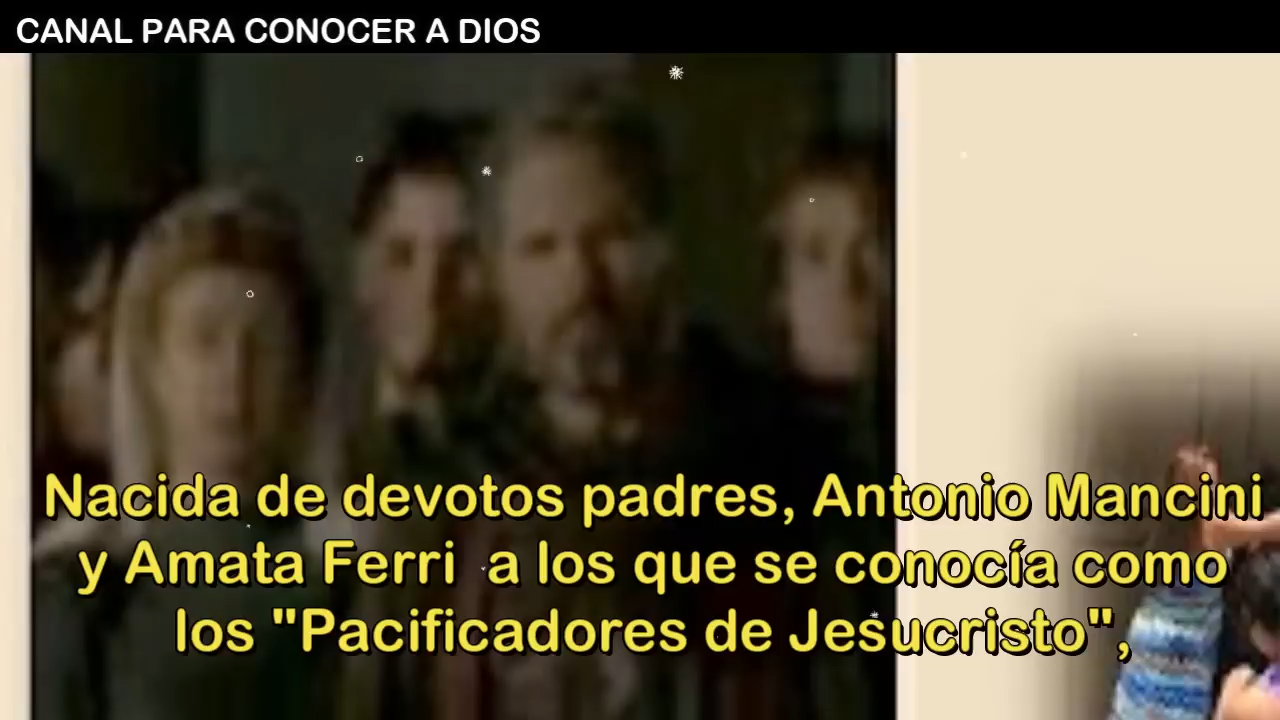 CANAL PARA CONOCER A DIOS
Nacida de devotos padres, Antonio Mancini
y Amata Ferri a los que se conocía como
los "Pacificadores de Jesucristo",